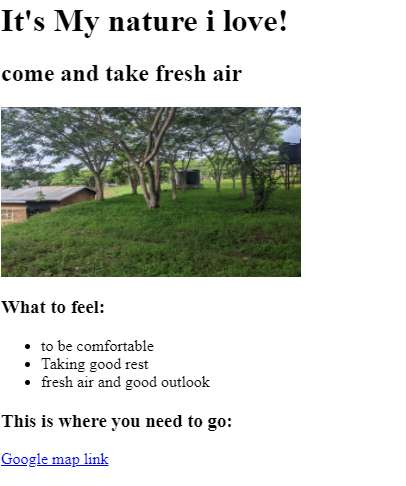 It's My nature i love!
come and take fresh air
What to feel:
to be comfortable
Taking good rest
fresh air and good outlook
This is where you need to go:
Google map link